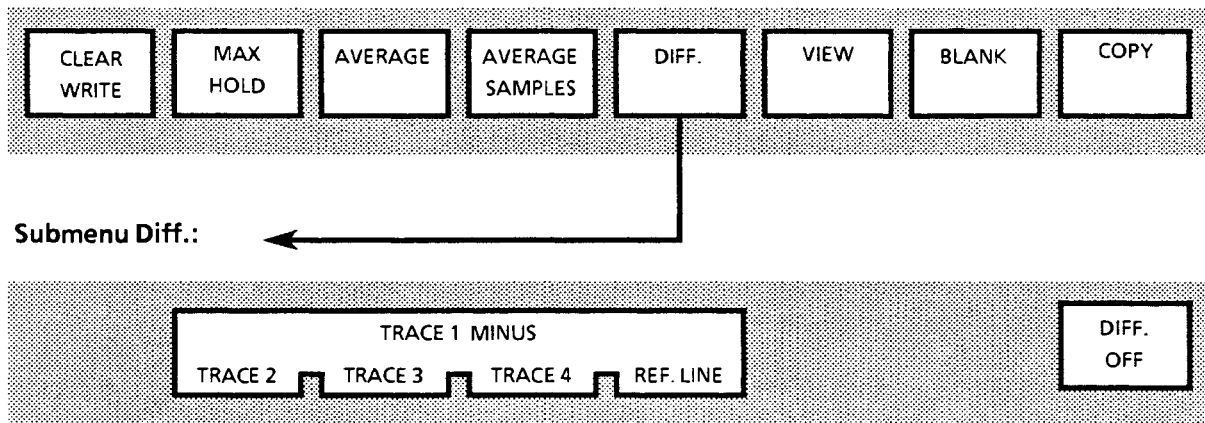 CLEAR
WRITE
MAX
HOLD
AVERAGE
AVERAGE
SAMPLES
DIFF.
VIEW
BLANK
COPY
Submenu Diff.:
TRACE 1 MINUS
TRACE 2
TRACE 3
TRACE 4
REF. LINE
DIFF.
OFF